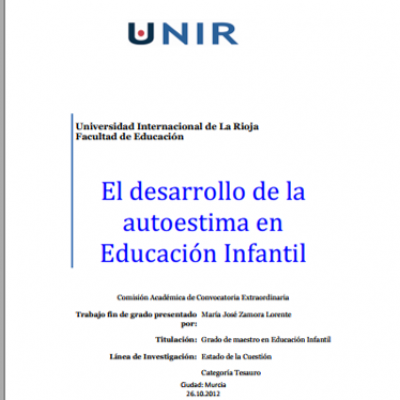 UNIR
Universidad Internacional de La Rioja
Facultad de Educación
El desarrollo de la
autoestima en
Educación Infantil
Comisión Académica de Convocatoria Extraordinaria
Trabajo fin de grado presentado por: María José Zamora Lorente
Titulación: Grado de maestro en Educación Infantil
Línea de Investigación: Estado de la Cuestión
Categoría Tesauro
Ciudad: Murcia
26.10.2012